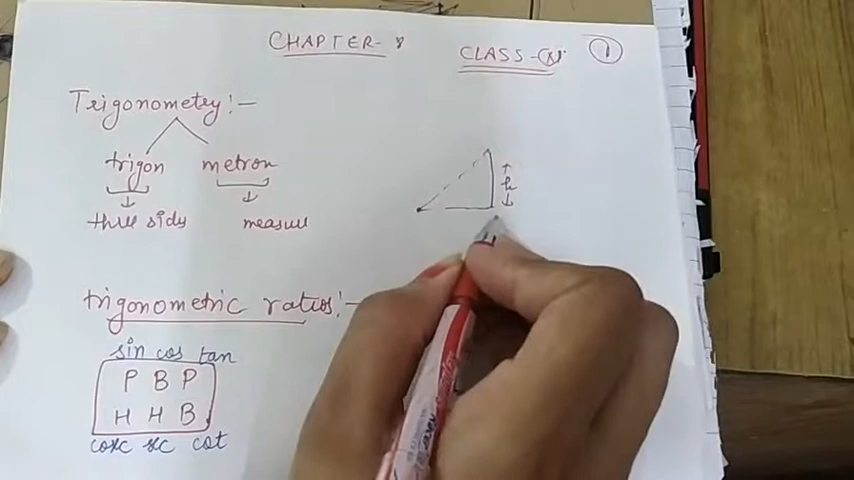 CHAPTER- 8 CLASS-(X) 1
Trigonometry!—
trigon metron
three sides measure
h
trigonometric ratios!—
sin cos tan
P B P
H H B
cosec sec cot